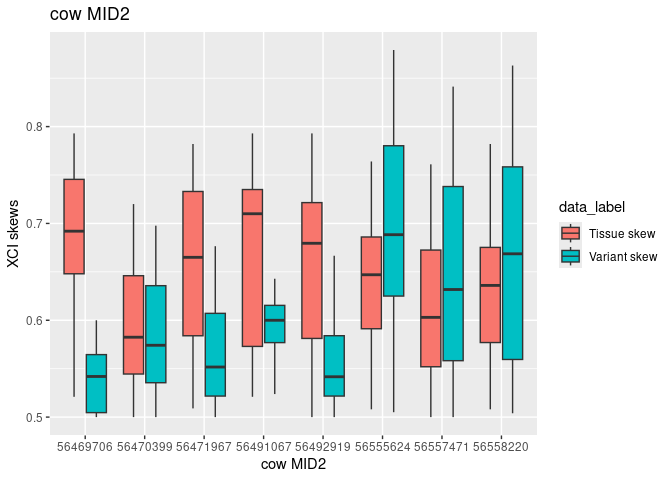 cow MID2
XCI skews
0.8
0.7
0.6
0.5
56469706 56470399 56471967 56491067 56492919 56555624 56557471 56558220
cow MID2
data_label
Tissue skew
Variant skew